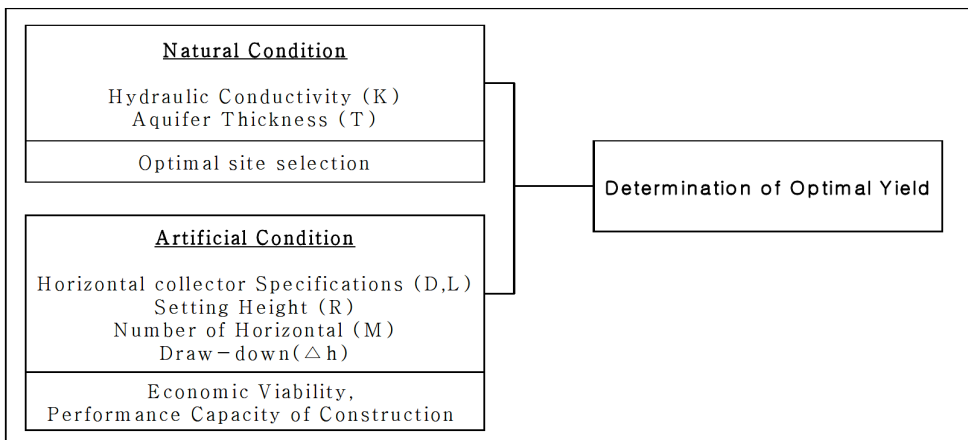 Natural Condition
Hydraulic Conductivity (K)
Aquifer Thickness (T)
Optimal site selection
Artificial Condition
Horizontal collector Specifications (D,L)
Setting Height (R)
Number of Horizontal (M)
Draw-down(△h)
Economic Viability,
Performance Capacity of Construction
Determination of Optimal Yield